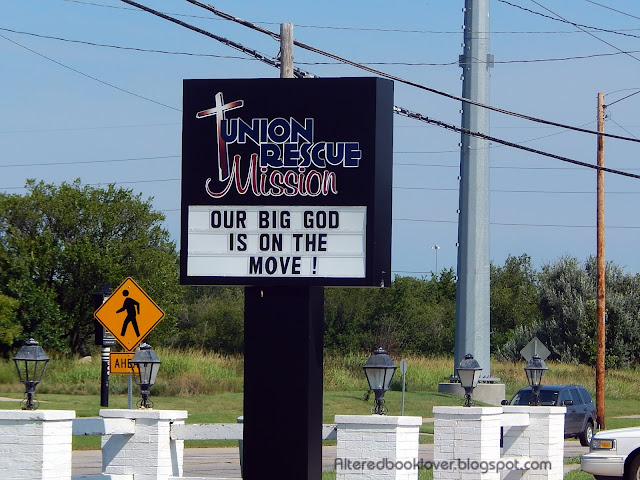 UNION
RESCUE
Mission
OUR BIG GOD
IS ON THE
MOVE !
AHEAD
Alteredbooklover.blogspot.com